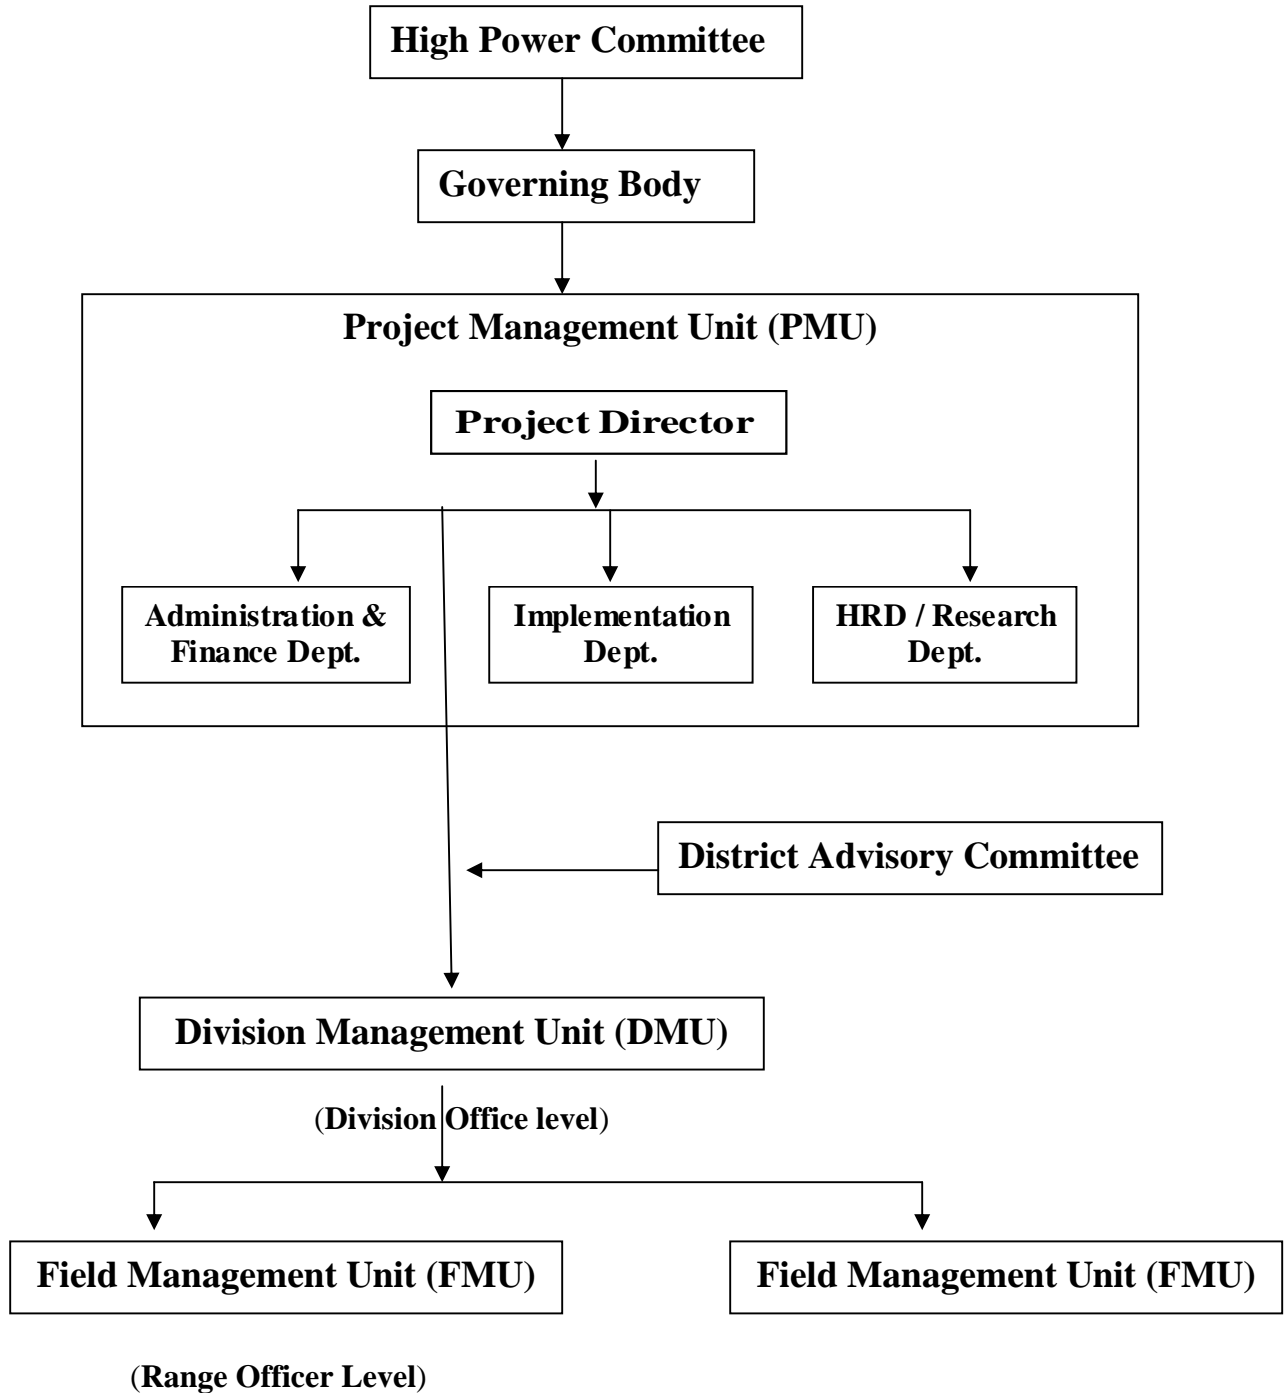 High Power Committee
Governing Body
Project Management Unit (PMU)
Project Director
Administration &
Finance Dept.
Implementation
Dept.
HRD / Research
Dept.
District Advisory Committee
Division Management Unit (DMU)
(Division Office level)
Field Management Unit (FMU)
Field Management Unit (FMU)
(Range Officer Level)